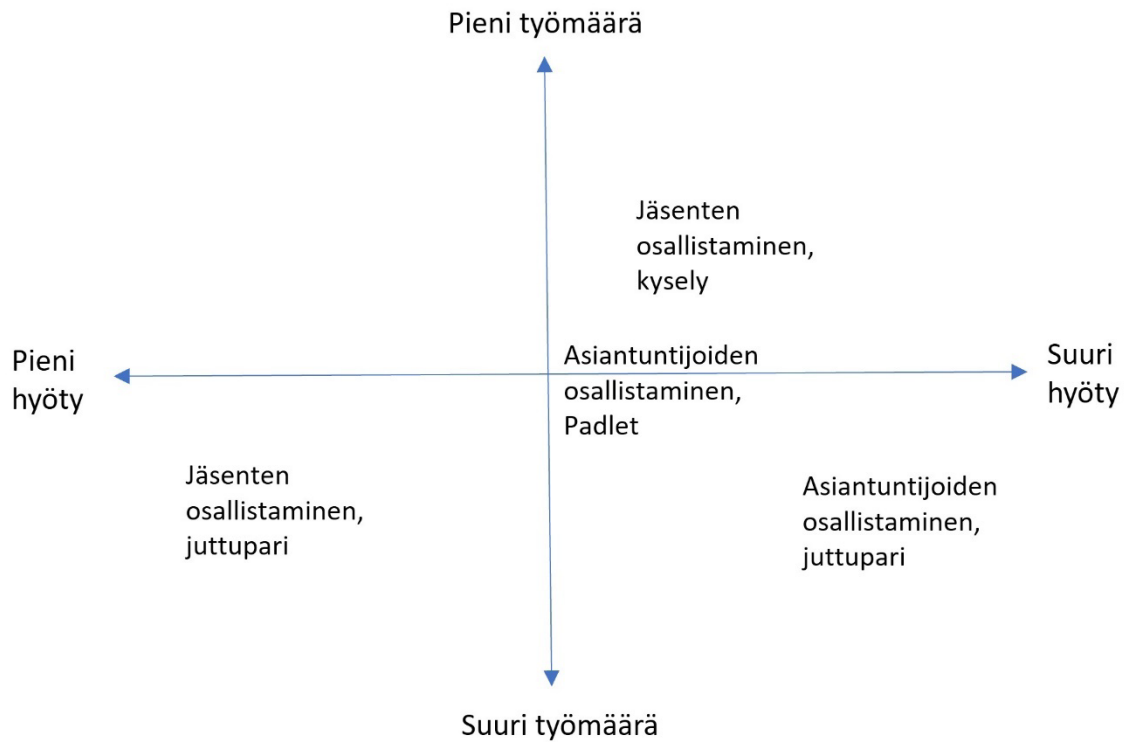 Pieni työmäärä
Jäsenten
osallistaminen,
kysely
Pieni
hyöty
Asiantuntijoiden
osallistaminen,
Padlet
Suuri
hyöty
Jäsenten
osallistaminen,
juttupari
Asiantuntijoiden
osallistaminen,
juttupari
Suuri työmäärä